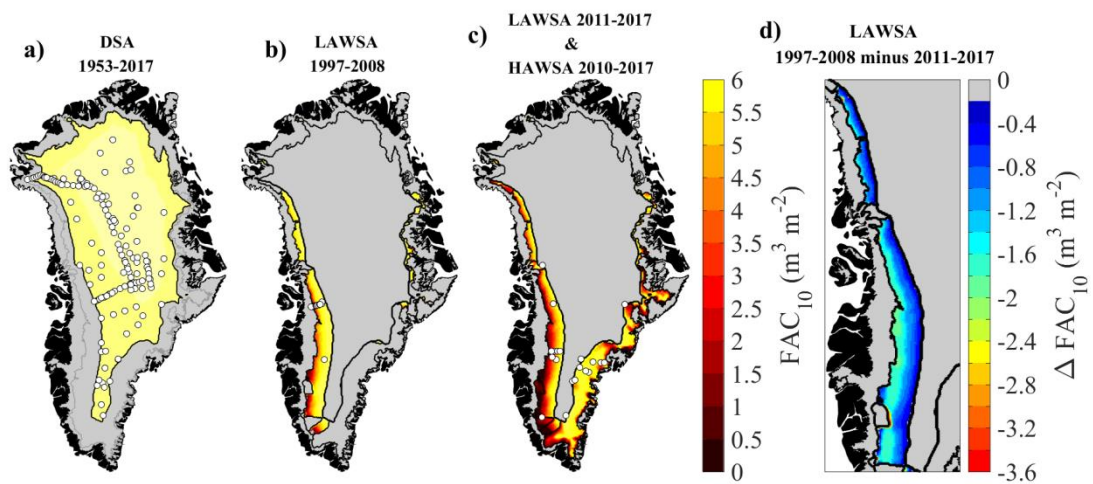 a)
DSA
1953-2017
b)
LAWSA
1997-2008
c)
LAWSA 2011-2017
&
HAWSA 2010-2017
6
5.5
5
4.5
4
3.5
3
2.5
2
1.5
1
0.5
0
FAC10 (m³ m⁻²)
d)
LAWSA
1997-2008 minus 2011-2017
0
-0.4
-0.8
-1.2
-1.6
-2
-2.4
-2.8
-3.2
-3.6
Δ FAC10 (m³ m⁻²)